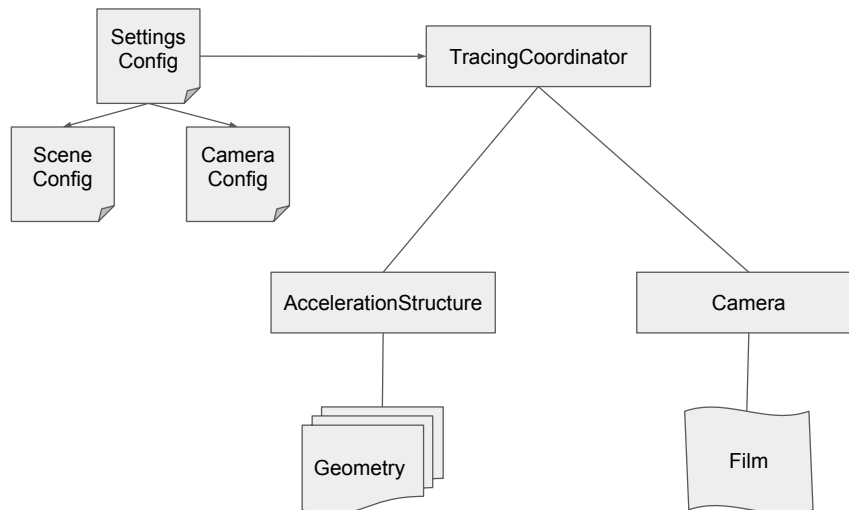 Settings
Config
TracingCoordinator
Scene
Config
Camera
Config
AccelerationStructure
Camera
Geometry
Film